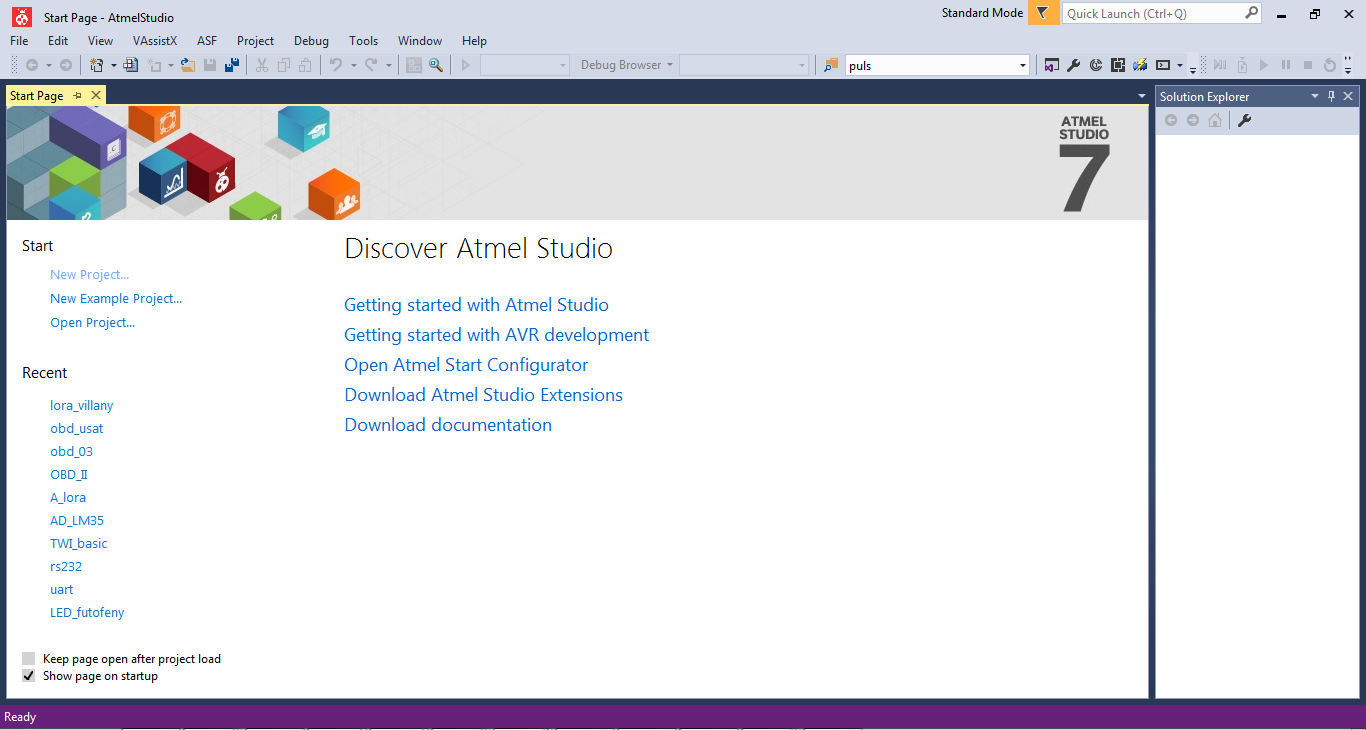 Start Page - AtmelStudio
Standard Mode
Quick Launch (Ctrl+Q)
File Edit View VAssistX ASF Project Debug Tools Window Help
Debug Browser
puls
Start Page
Solution Explorer
ATMEL
STUDIO
7
Start
New Project...
New Example Project...
Open Project...
Recent
lora_villany
obd_usat
obd_03
OBD_II
A_lora
AD_LM35
TWI_basic
rs232
uart
LED_futofeny
Keep page open after project load
Show page on startup
Discover Atmel Studio
Getting started with Atmel Studio
Getting started with AVR development
Open Atmel Start Configurator
Download Atmel Studio Extensions
Download documentation
Ready